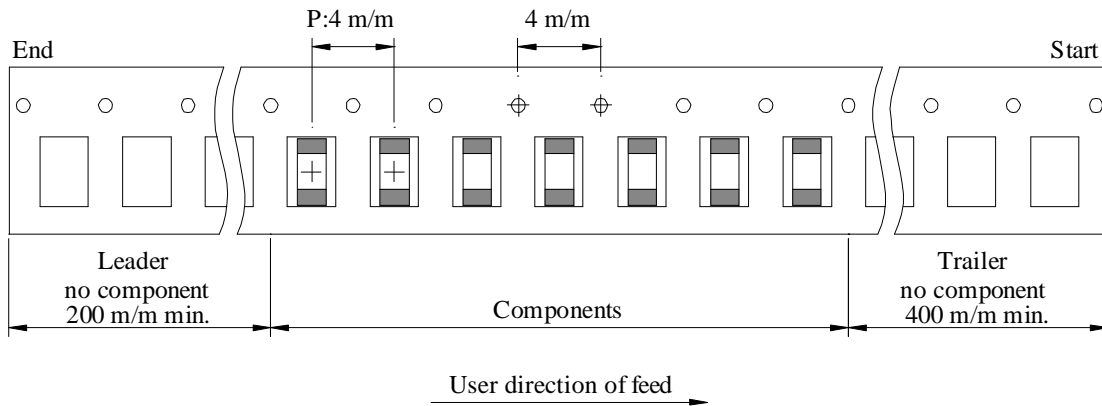 P:4 m/m
4 m/m
End
Start
Leader
no component
200 m/m min.
Components
Trailer
no component
400 m/m min.
User direction of feed